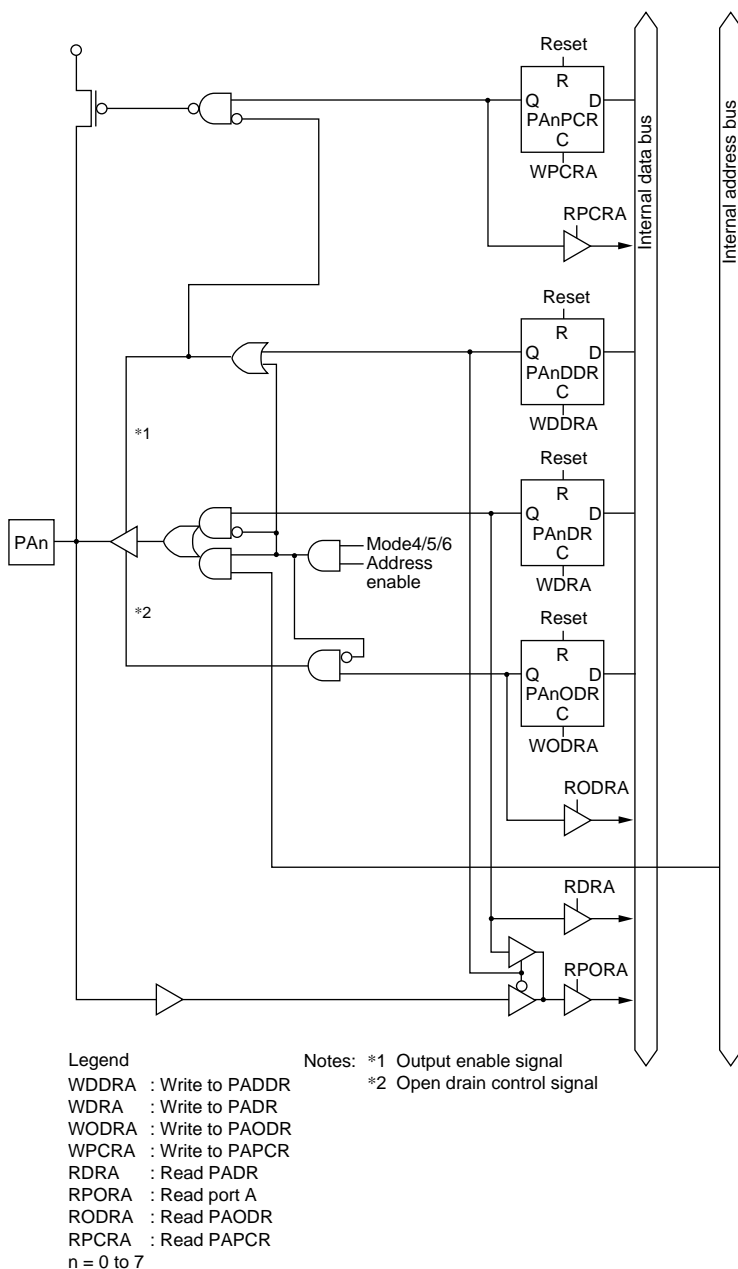 Reset
R
Q D
PAnPCR
C
WPCRA
RPCRA
Internal data bus
Internal address bus
Reset
R
Q D
PAnDDR
C
WDDRA
*1
Reset
R
Q D
PAnDR
C
WDRA
PAn
Mode4/5/6
Address
enable
*2
Reset
R
Q D
PAnODR
C
WODRA
RODRA
RDRA
RPORA
Legend
WDDRA : Write to PADDR
WDRA : Write to PADR
WODRA : Write to PAODR
WPCRA : Write to PAPCR
RDRA : Read PADR
RPORA : Read port A
RODRA : Read PAODR
RPCRA : Read PAPCR
n = 0 to 7
Notes: *1 Output enable signal
*2 Open drain control signal